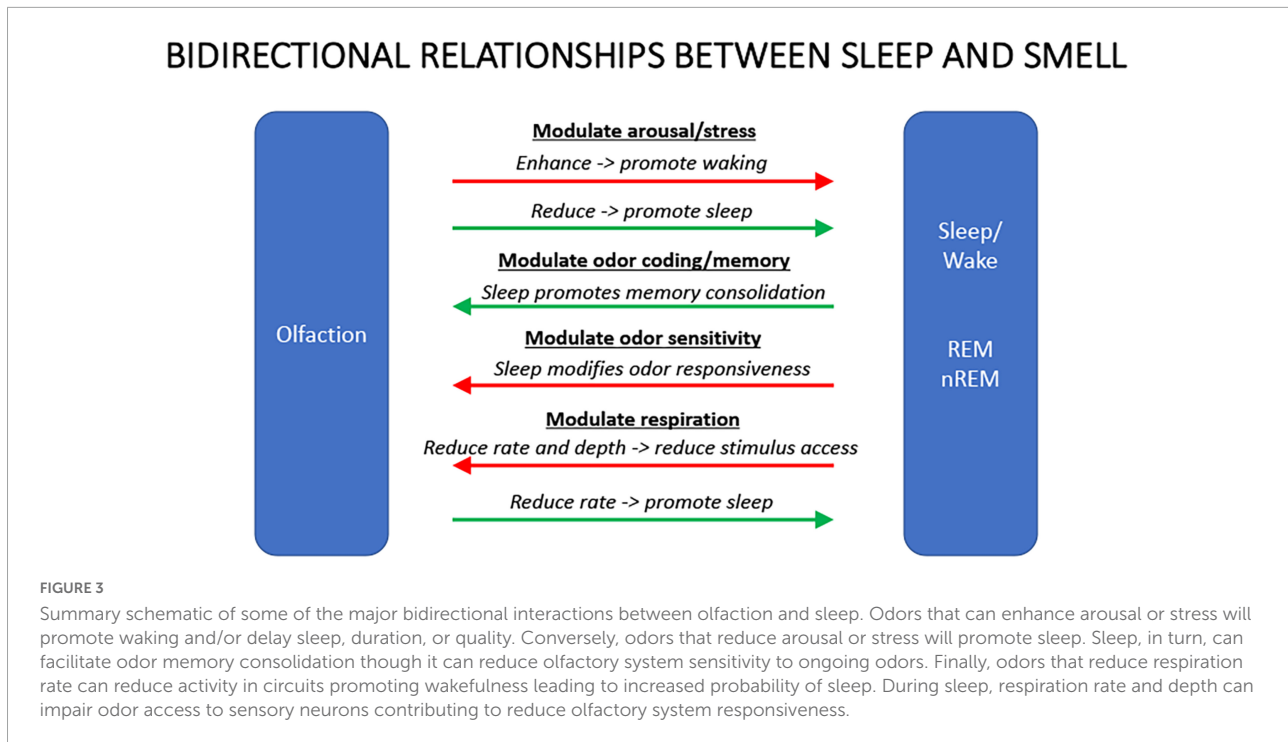 BIDIRECTIONAL RELATIONSHIPS BETWEEN SLEEP AND SMELL
Olfaction
Modulate arousal/stress
Enhance -> promote waking
Reduce -> promote sleep
Modulate odor coding/memory
Sleep promotes memory consolidation
Modulate odor sensitivity
Sleep modifies odor responsiveness
Modulate respiration
Reduce rate and depth -> reduce stimulus access
Reduce rate -> promote sleep
Sleep/
Wake
REM
nREM
FIGURE 3
Summary schematic of some of the major bidirectional interactions between olfaction and sleep. Odors that can enhance arousal or stress will
promote waking and/or delay sleep, duration, or quality. Conversely, odors that reduce arousal or stress will promote sleep. Sleep, in turn, can
facilitate odor memory consolidation though it can reduce olfactory system sensitivity to ongoing odors. Finally, odors that reduce respiration
rate can reduce activity in circuits promoting wakefulness leading to increased probability of sleep. During sleep, respiration rate and depth can
impair odor access to sensory neurons contributing to reduce olfactory system responsiveness.